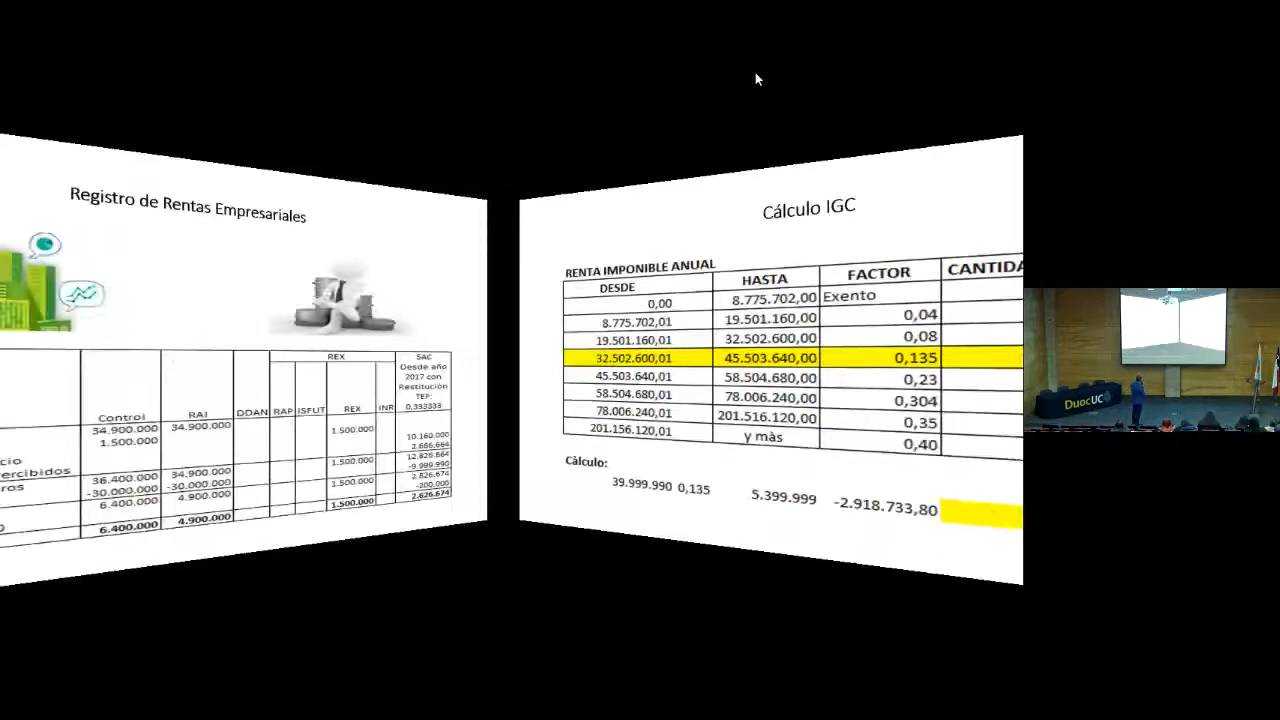 Registro de Rentas Empresariales
REX
SAC
Desde año
2017 con
Restitución
TEF:
0,333333
Control RAI DDAN RAP ISFUT REX INR
34.900.000 34.900.000 1.500.000
1.500.000 10.160.000
cio 2.666.664
ercibidos 36.400.000 34.900.000 1.500.000 12.826.664
ros -30.000.000 -30.000.000 -9.999.990
6.400.000 4.900.000 1.500.000 2.826.674
-200.000
o 6.400.000 4.900.000 1.500.000 2.626.674
Cálculo IGC
RENTA IMPONIBLE ANUAL
DESDE HASTA FACTOR CANTIDA
0,00 8.775.702,00 Exento
8.775.702,01 19.501.160,00 0,04
19.501.160,01 32.502.600,00 0,08
32.502.600,01 45.503.640,00 0,135
45.503.640,01 58.504.680,00 0,23
58.504.680,01 78.006.240,00 0,304
78.006.240,01 201.516.120,00 0,35
201.156.120,01 y màs 0,40
Càlculo:
39.999.990 0,135 5.399.999 -2.918.733,80
DuocUC